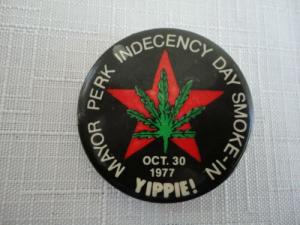 MAYOR PERK INDECENCY DAY SMOKE-IN
OCT. 30
1977
YIPPIE!